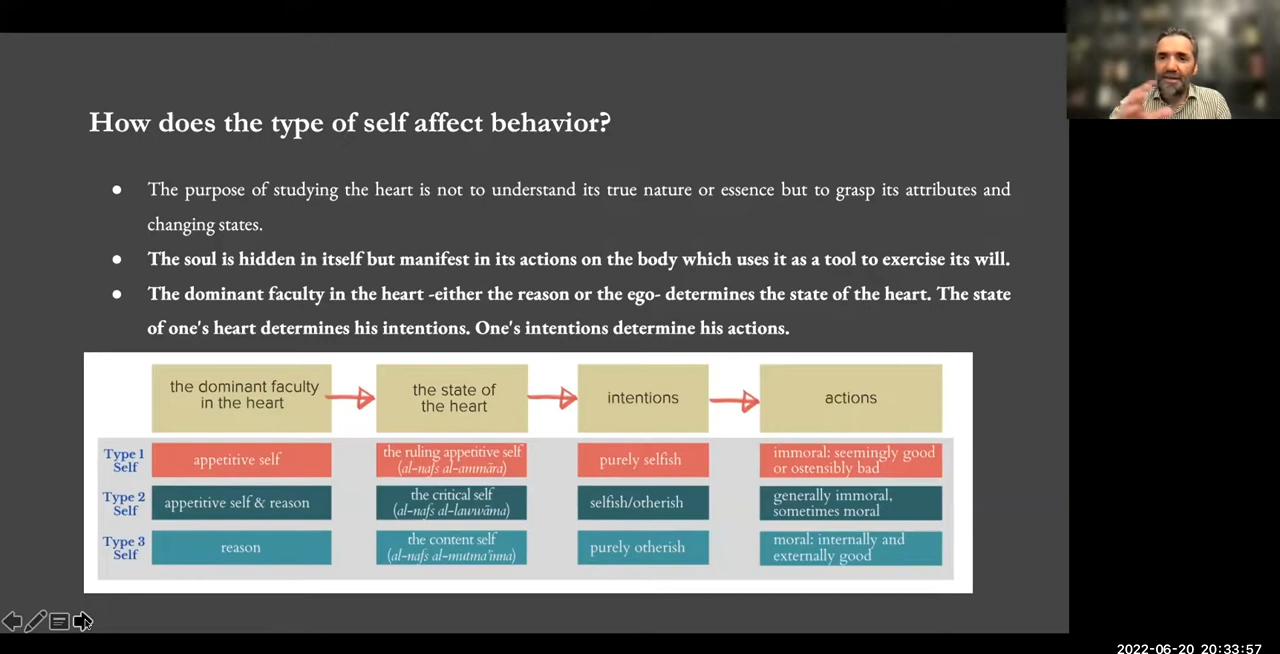 How does the type of self affect behavior?
● The purpose of studying the heart is not to understand its true nature or essence but to grasp its attributes and
changing states.
● The soul is hidden in itself but manifest in its actions on the body which uses it as a tool to exercise its will.
● The dominant faculty in the heart -either the reason or the ego- determines the state of the heart. The state
of one's heart determines his intentions. One's intentions determine his actions.
the dominant faculty
in the heart
the state of
the heart
intentions
actions
Type 1
Self
appetitive self
the ruling appetitive self
(al-nafs al-ammāra)
purely selfish
immoral: seemingly good
or ostensibly bad
Type 2
Self
appetitive self & reason
the critical self
(al-nafs al-lawwāma)
selfish/otherish
generally immoral,
sometimes moral
Type 3
Self
reason
the content self
(al-nafs al-mutma'inna)
purely otherish
moral: internally and
externally good
2022-06-20 20:33:57